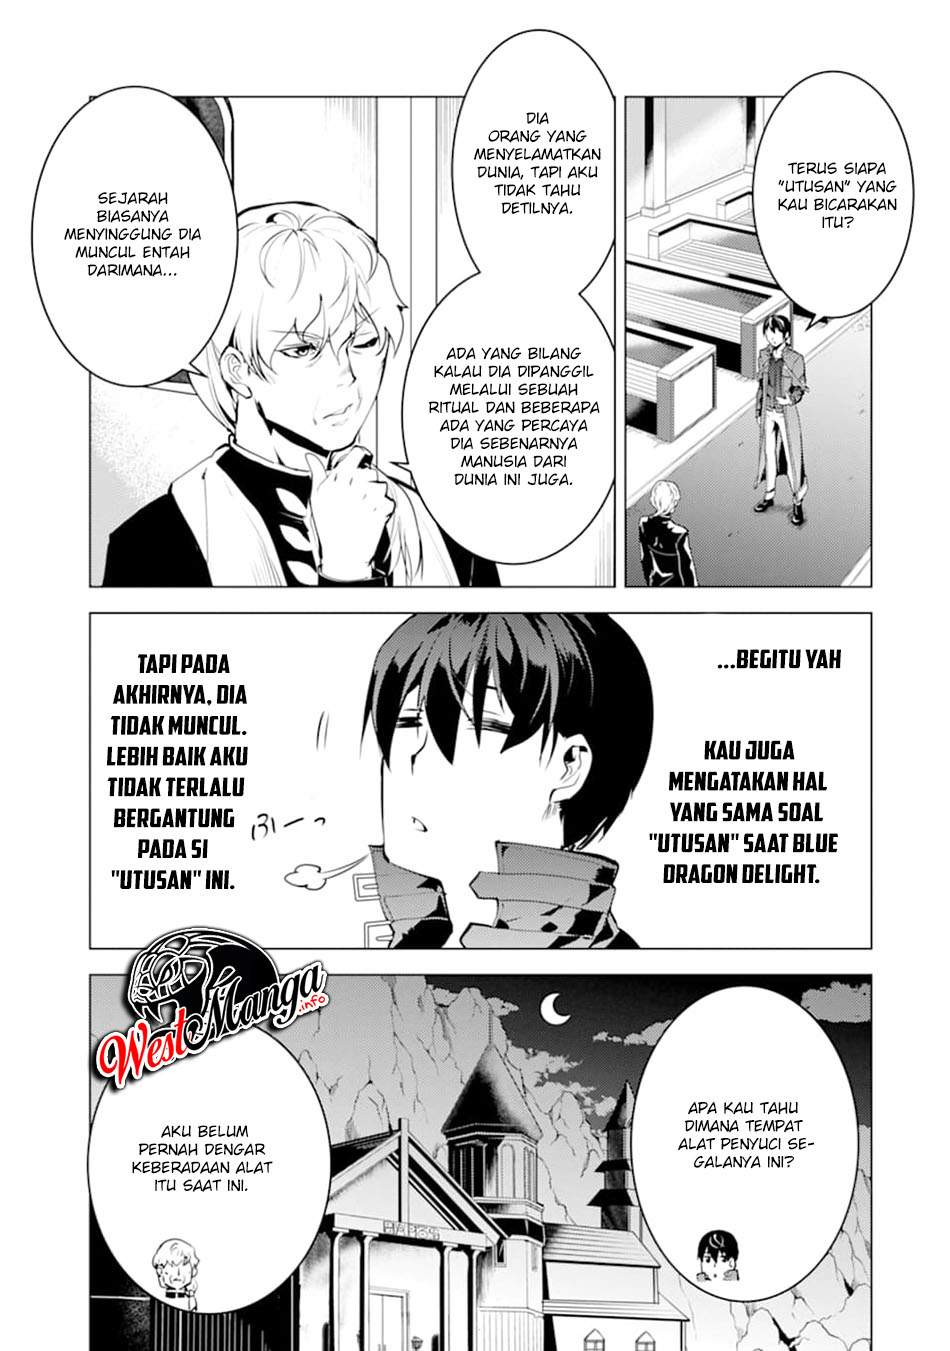 TERUS SIAPA
"UTUSAN" YANG
KAU BICARAKAN
ITU?
DIA
ORANG YANG
MENYELAMATKAN
DUNIA, TAPI AKU
TIDAK TAHU
DETILNYA.
ADA YANG BILANG
KALAU DIA DIPANGGIL
MELALUI SEBUAH
RITUAL DAN BEBERAPA
ADA YANG PERCAYA
DIA SEBENARNYA
MANUSIA DARI
DUNIA INI JUGA.
SEJARAH
BIASANYA
MENYINGGUNG DIA
MUNCUL ENTAH
DARIMANA...
...BEGITU YAH
KAU JUGA
MENGATAKAN HAL
YANG SAMA SOAL
"UTUSAN" SAAT BLUE
DRAGON DELIGHT.
ふーっ
TAPI PADA
AKHIRNYA, DIA
TIDAK MUNCUL.
LEBIH BAIK AKU
TIDAK TERLALU
BERGANTUNG
PADA SI
"UTUSAN" INI.
WestManga
.info
APA KAU TAHU
DIMANA TEMPAT
ALAT PENYUCI SE-
GALANYA INI?
AKU BELUM
PERNAH DENGAR
KEBERADAAN ALAT
ITU SAAT INI.